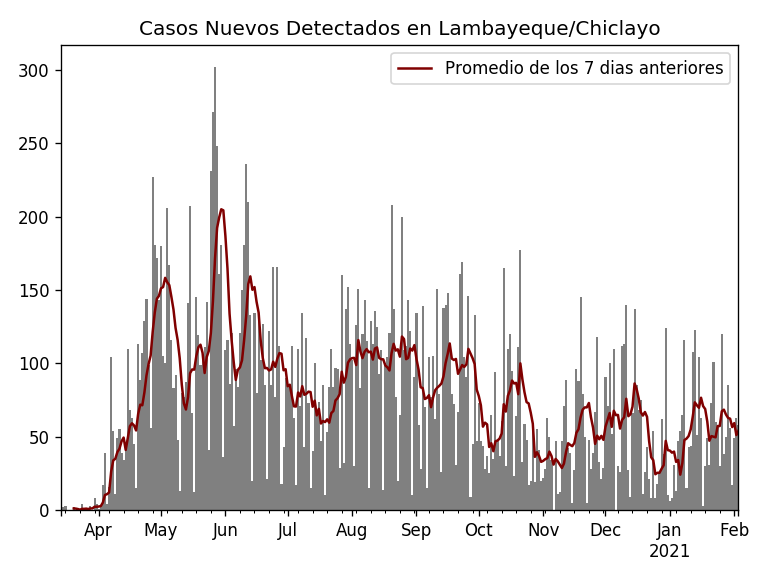 Casos Nuevos Detectados en Lambayeque/Chiclayo
Promedio de los 7 dias anteriores
300
250
200
150
100
50
0
Apr May Jun Jul Aug Sep Oct Nov Dec Jan Feb
2021